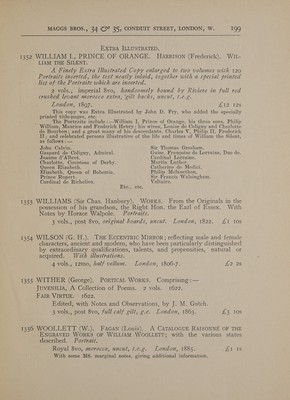 MAGGS BROS., 34 & 35, CONDUIT STREET, LONDON, W. 199
EXTRA ILLUSTRATED,
1352 WILLIAM I., PRINCE OF ORANGE. HARRISON (Frederick). WIL-
LIAM THE SILENT.
A Finely Extra Illustrated Copy enlarged to two volumes with 120
Portraits inserted, the text neatly inlaid, together with a special printed
list of the Portraits which are inserted.
2 vols., imperial 8vo, handsomely bound by Riviere in full red
crushed levant morocco extra, gilt backs, uncut, t.e.g.
London, 1897. £12 12s
This copy was Extra Illustrated by John D. Fry, who added the specially
printed title-pages, etc.
The Portraits include:—William I, Prince of Orange, his three sons, Philip
William, Maurice and Frederick Henry; his wives, Louise de Coligny and Charlotte
de Bourbon; and a great many of his descendants, Charles V, Philip II, Frederick
II; and celebrated persons illustrative of the life and times of William the Silent,
as follows:—
John Calvin.
Gaspard de Coligny, Admiral.
Jeanne d'Albert.
Charlotte, Countess of Derby.
Queen Elizabeth.
Elizabeth, Queen of Bohemia.
Prince Rupert.
Cardinal de Richelieu.
Sir Thomas Gresham.
Guise, Francoise de Lorraine, Duc de.
Cardinal Lorraine.
Martin Luther.
Catherine de Medici.
Philip Melancthon.
Sir Francis Walsingham.
Voltaire.
Etc., etc.
1353 WILLIAMS (Sir Chas. Hanbury). WORKS. From the Originals in the
possession of his grandson, the Right Hon. the Earl of Essex. With
Notes by Horace Walpole. Portraits.
3 vols., post 8vo, original boards, uncut. London, 1822. £1 10s
1354 WILSON (G. H.). THE ECCENTRIC MIRROR; reflecting male and female
characters, ancient and modern, who have been particularly distinguished
by extraordinary qualifications, talents, and propensities, natural or
acquired. With illustrations.
4 vols., 12mo, half vellum. London, 1806-7. £2 2s
1355 WITHER (George). POETICAL WORKS. Comprising:—
JUVENILIA, A Collection of Poems. 2 vols. 1622.
FAIR VIRTUE. 1622.
Edited, with Notes and Observations, by J. M. Gutch.
3 vols., post 8vo, full calf gilt, g.e. London, 1865. £3 10s
1356 WOOLLETT (W.). FAGAN (Louis). A CATALOGUE RAISONNÉ OF THE
ENGRAVED WORKS OF WILLIAM WOOLLETT; with the various states
described. Portrait.
Royal 8vo, morocco, uncut, t.e.g. London, 1885. £1 1s
With some MS. marginal notes, giving additional information.